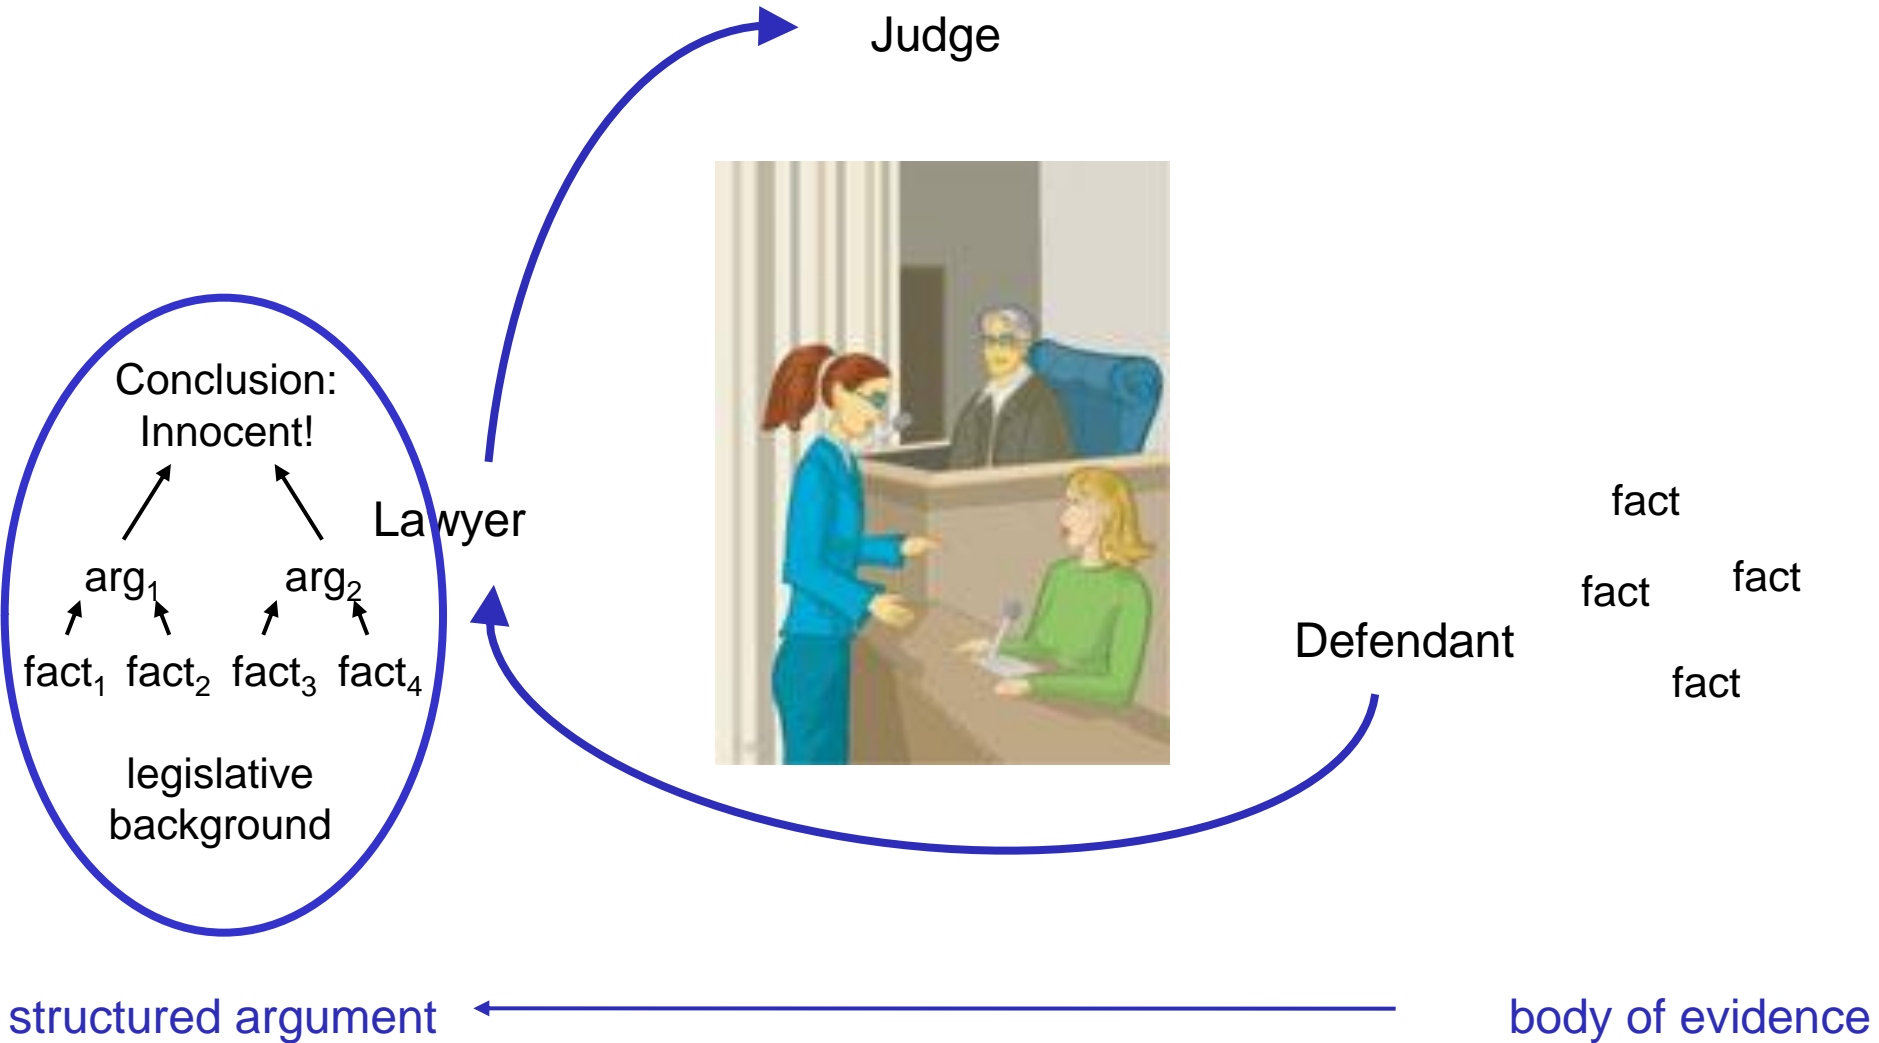 Judge
Conclusion:
Innocent!
Lawyer
arg₁ arg₂
fact₁ fact₂ fact₃ fact₄
legislative
background
fact
fact
fact
Defendant
fact
structured argument
body of evidence